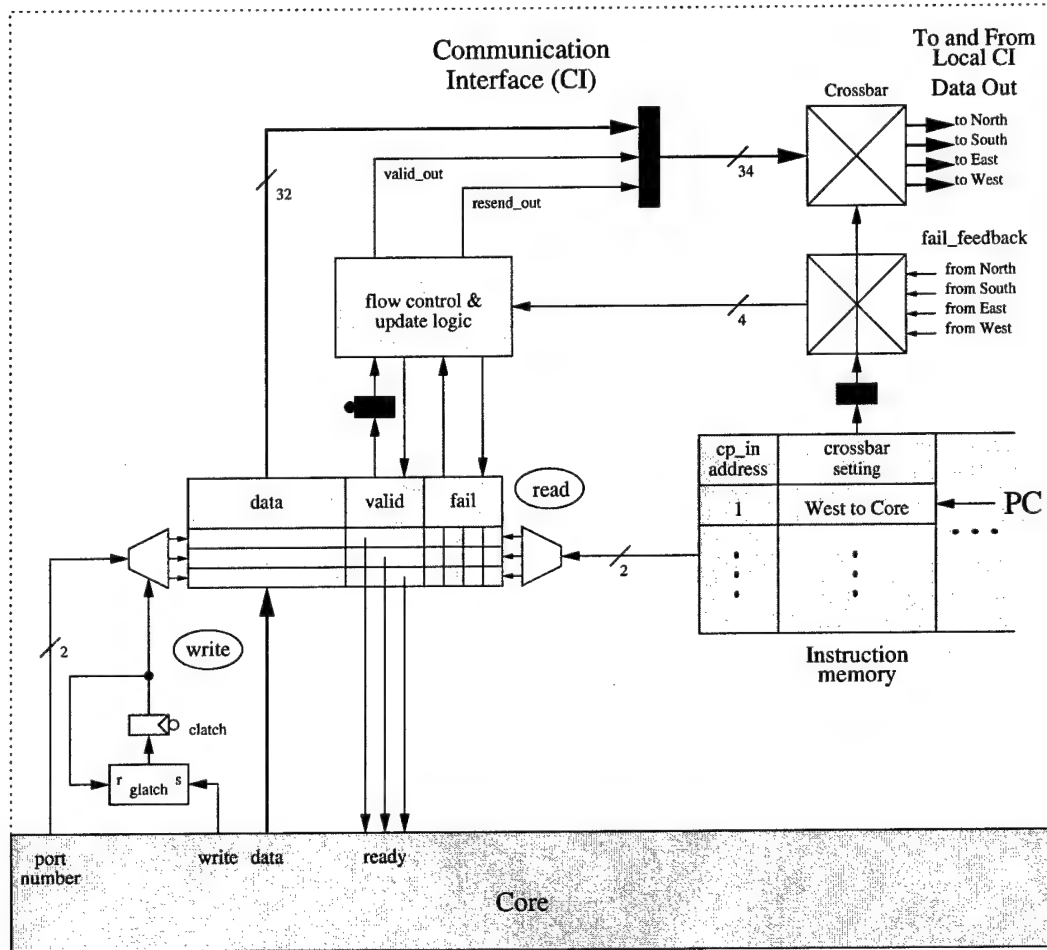 Communication
Interface (CI)
To and From
Local CI
Data Out
Crossbar
to North
to South
to East
to West
32
valid_out
resend_out
34
fail_feedback
from North
from South
from East
from West
flow control &
update logic
4
cp_in
address
crossbar
setting
1
West to Core
PC
data
valid
fail
read
2
write
2
Instruction
memory
clatch
r
glatch
s
port
number
write
data
ready
Core